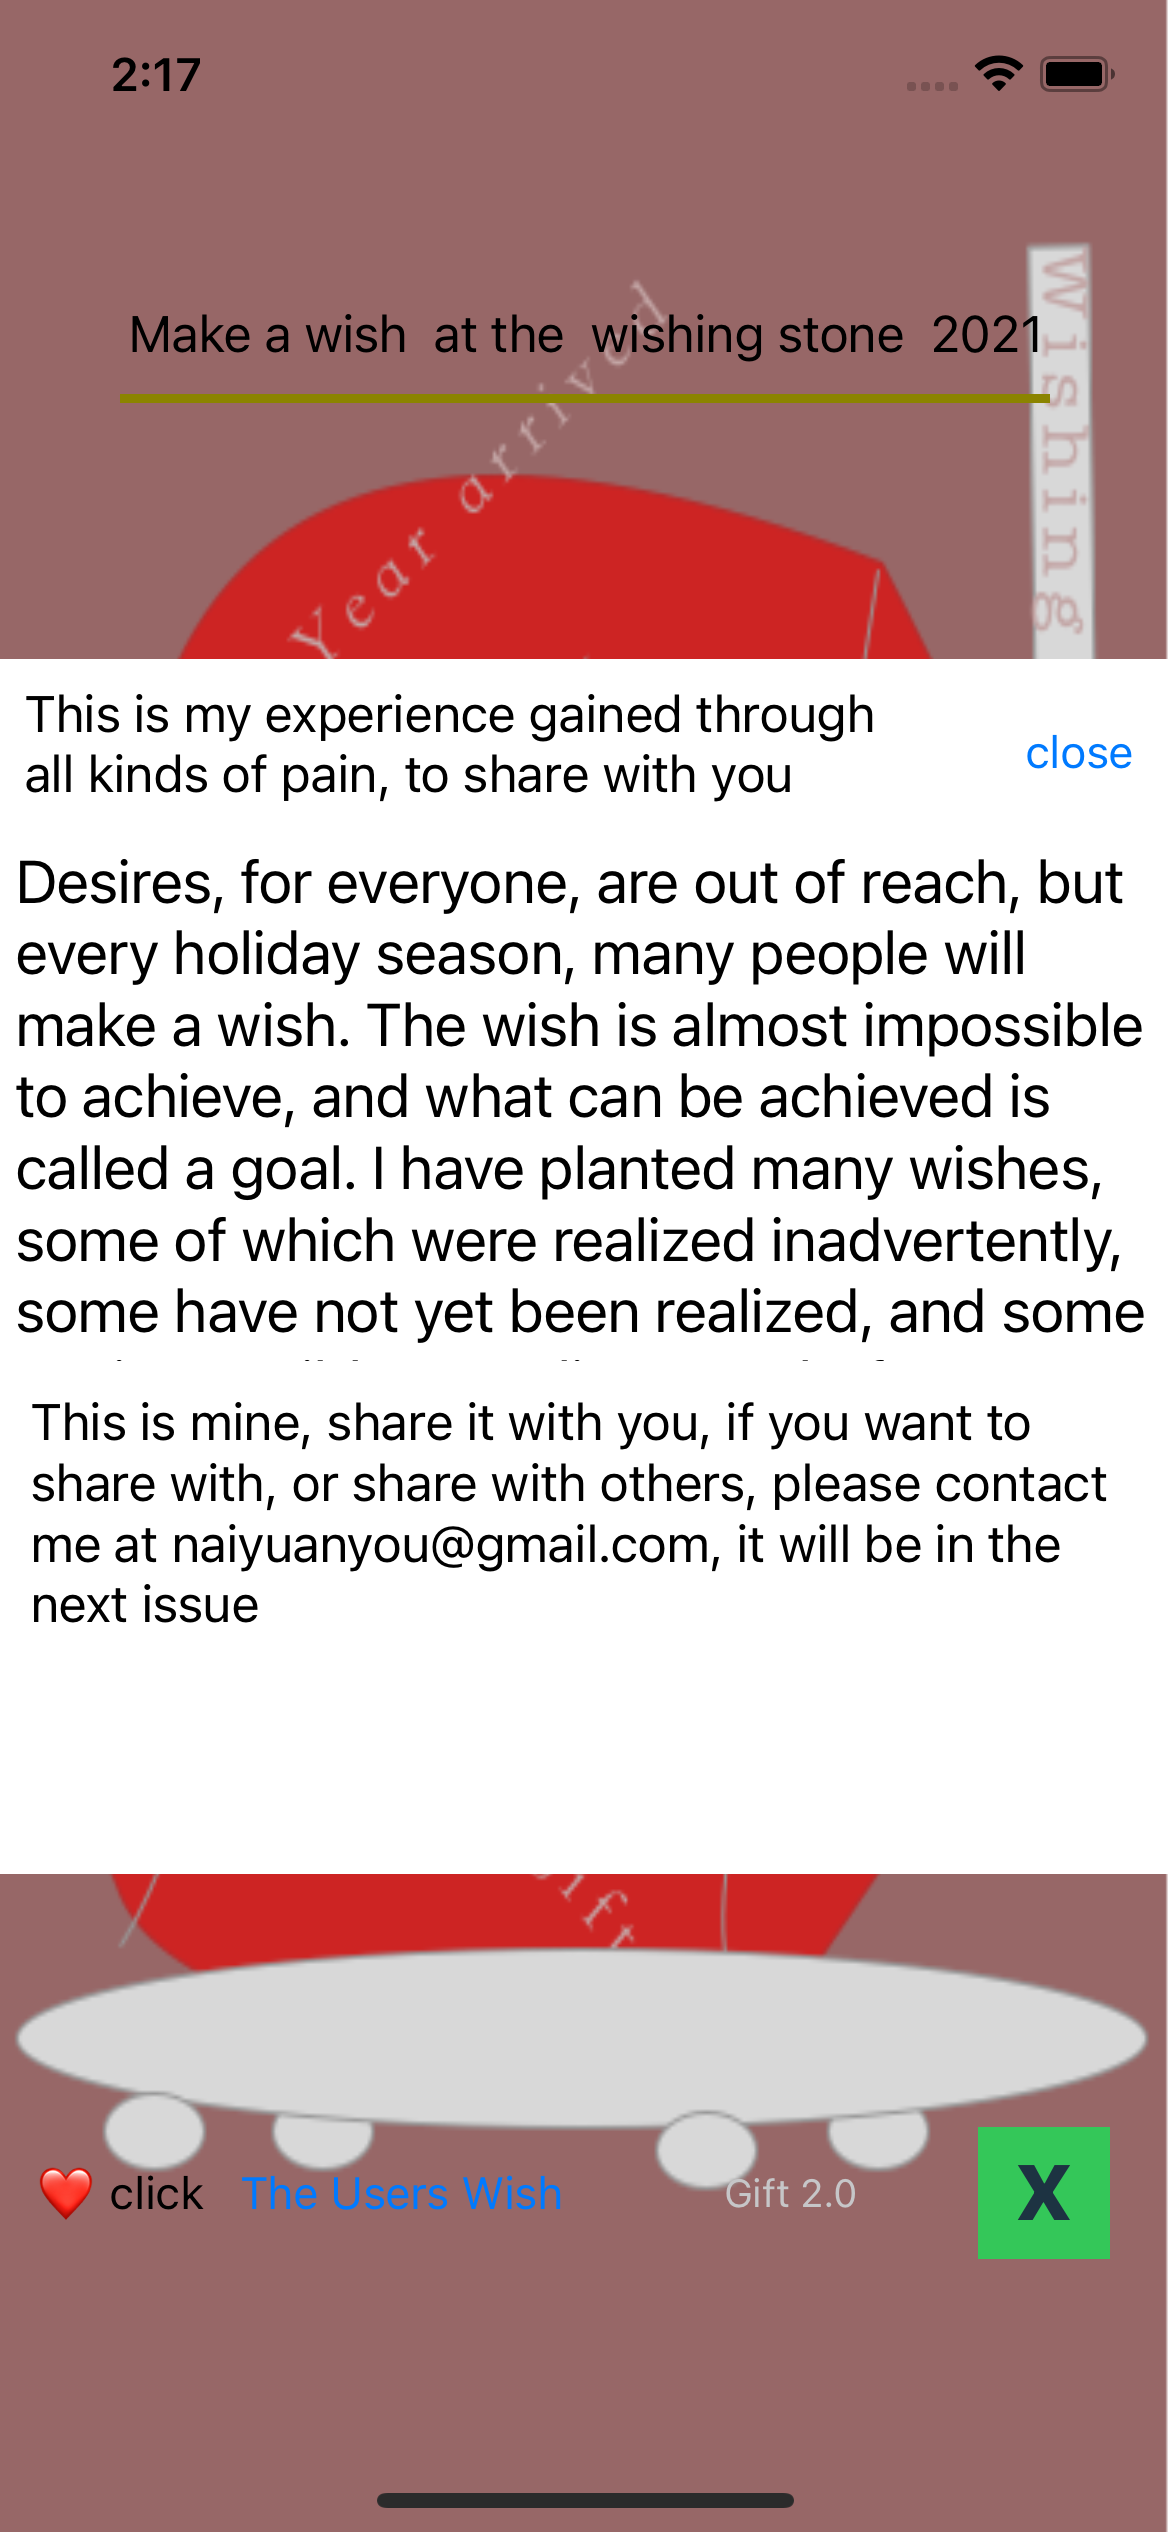 2:17
Make a wish at the wishing stone 2021
Year arrived
Wishing
This is my experience gained through
all kinds of pain, to share with you
close
Desires, for everyone, are out of reach, but
every holiday season, many people will
make a wish. The wish is almost impossible
to achieve, and what can be achieved is
called a goal. I have planted many wishes,
some of which were realized inadvertently,
some have not yet been realized, and some
This is mine, share it with you, if you want to
share with, or share with others, please contact
me at naiyuanyou@gmail.com, it will be in the
next issue
❤️ click The Users Wish
Gift 2.0
X